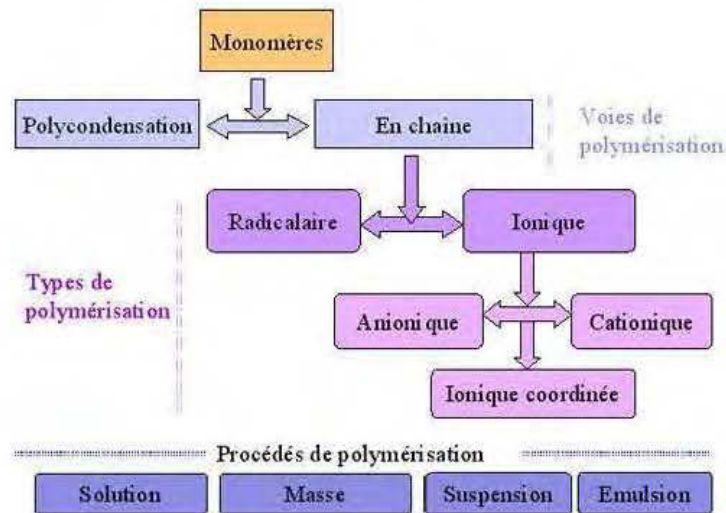 Monomères
Polycondensation
En chaine
Voies de
polymérisation
Radicalaire
Ionique
Types de
polymérisation
Anionique
Cationique
Ionique coordinée
Procédés de polymérisation
Solution
Masse
Suspension
Emulsion